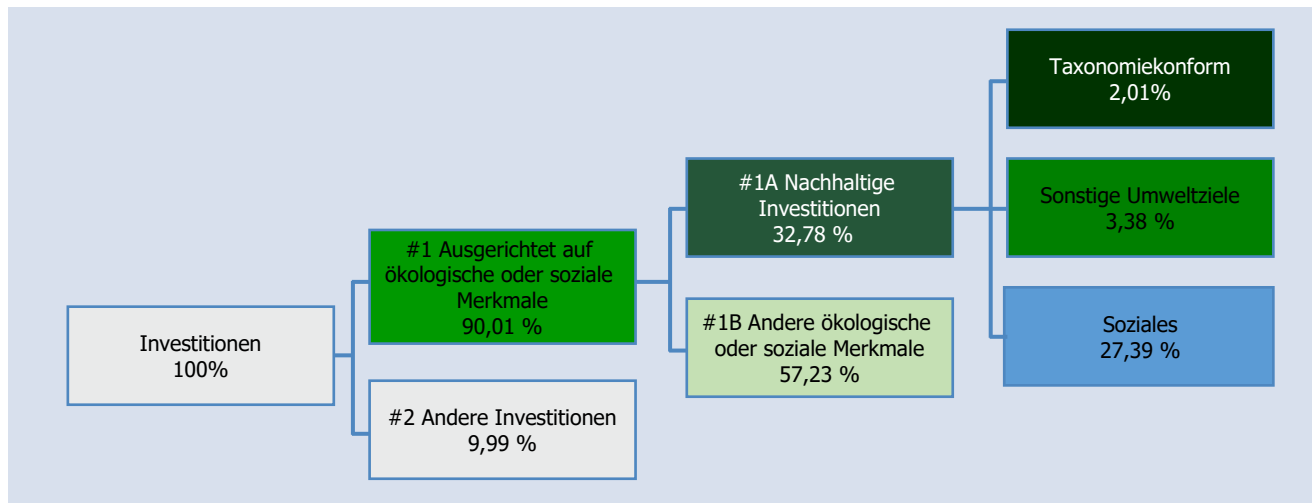 Investitionen
100%
#1 Ausgerichtet auf
ökologische oder soziale
Merkmale
90,01 %
#2 Andere Investitionen
9,99 %
#1A Nachhaltige
Investitionen
32,78 %
#1B Andere ökologische
oder soziale Merkmale
57,23 %
Taxonomiekonform
2,01%
Sonstige Umweltziele
3,38 %
Soziales
27,39 %